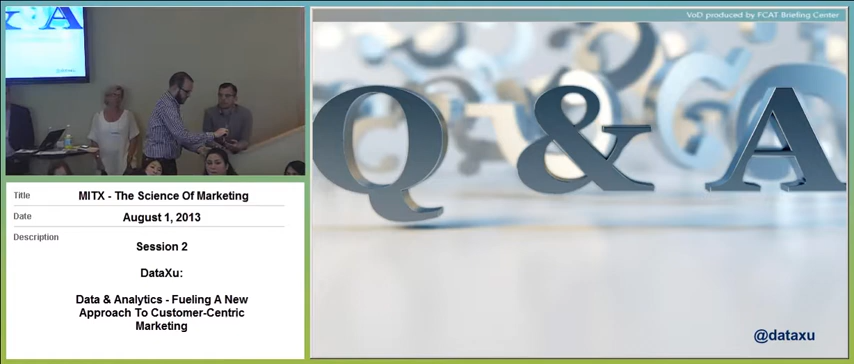 & A
VoD produced by FCAT Briefing Center
Q & A
@dataxu
Title MITX - The Science Of Marketing
Date August 1, 2013
Description
Session 2
DataXu:
Data & Analytics - Fueling A New
Approach To Customer-Centric
Marketing